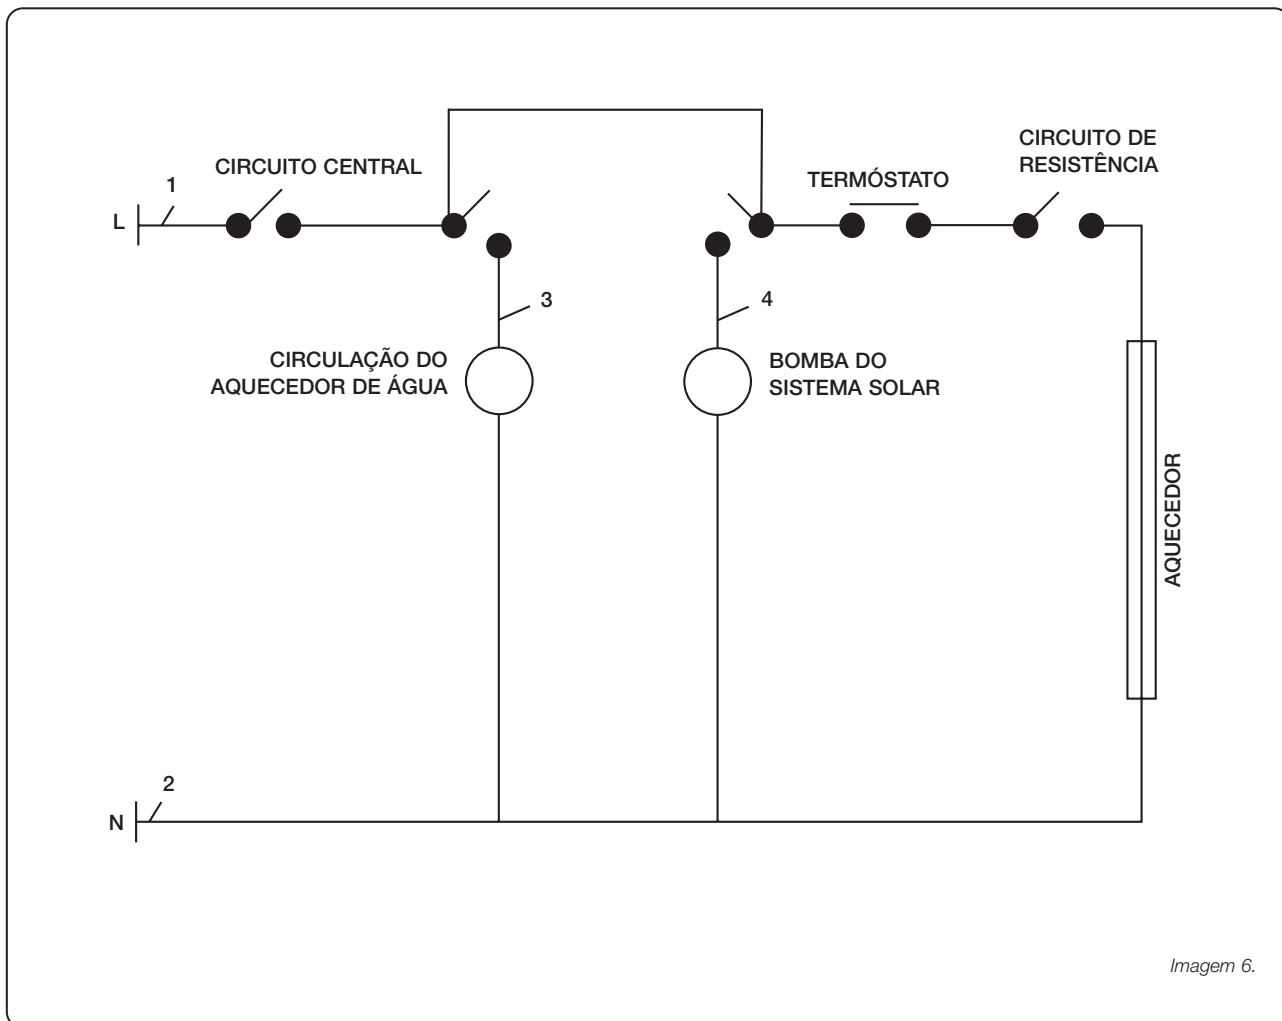 CIRCUITO DE
RESISTÊNCIA
CIRCUITO CENTRAL
TERMÓSTATO
1
L
3
4
CIRCULAÇÃO DO
AQUECEDOR DE ÁGUA
BOMBA DO
SISTEMA SOLAR
AQUECEDOR
2
N
Imagem 6.